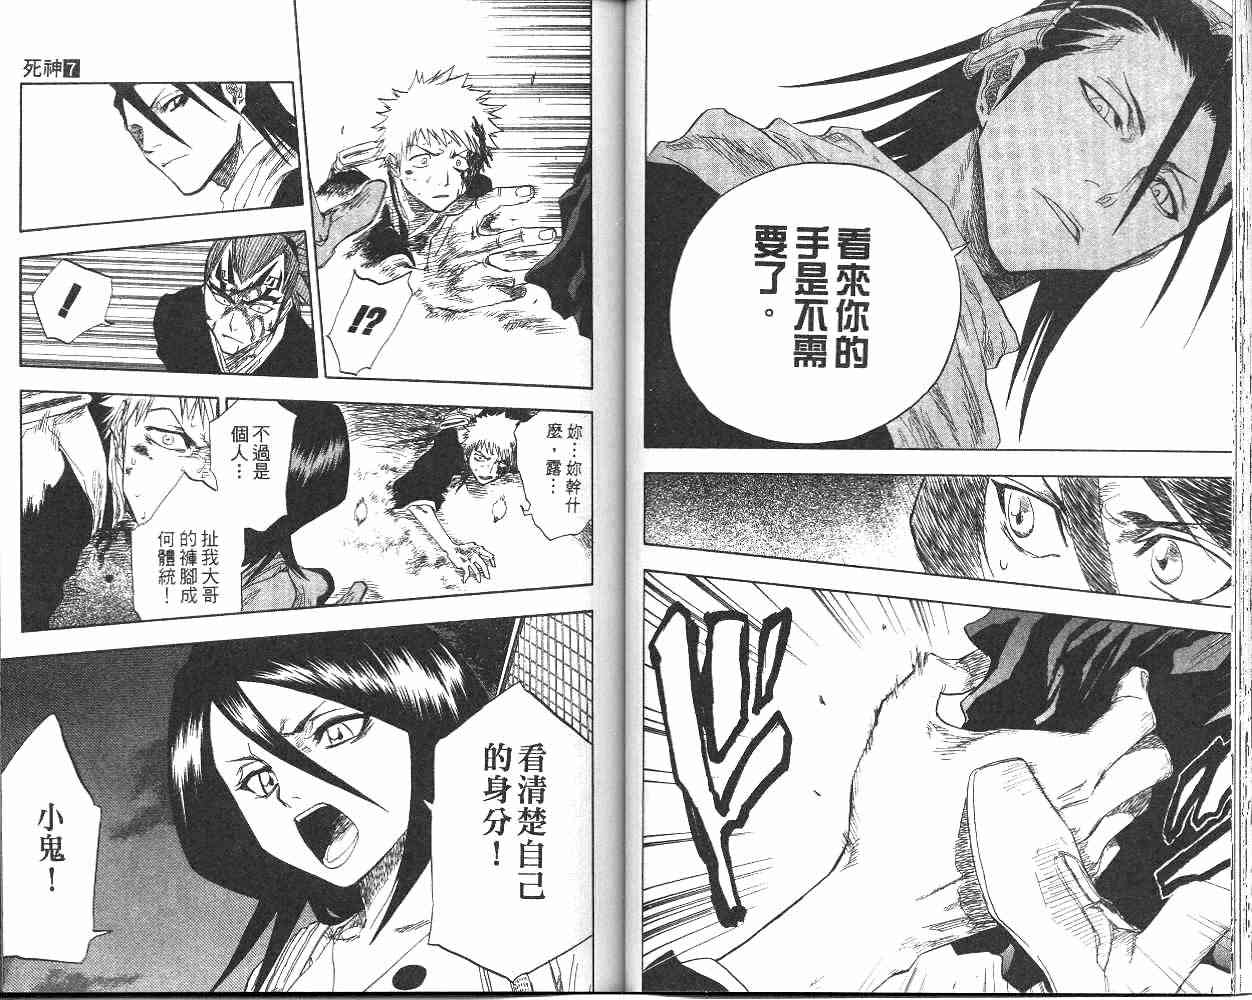 死神7
看來你的
手是不需
要了。
!?
!
妳…妳幹什
麼，露…
不過是
個人…
扯我大哥
的褲腳成
何體統！
看清楚自己
的身分！
小鬼！